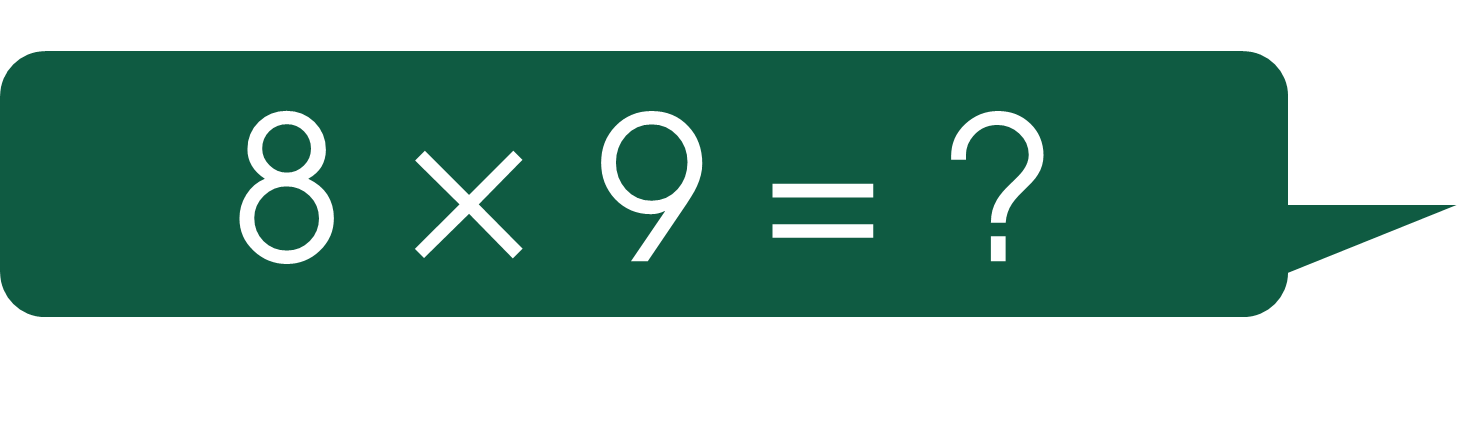 8 × 9 = ?